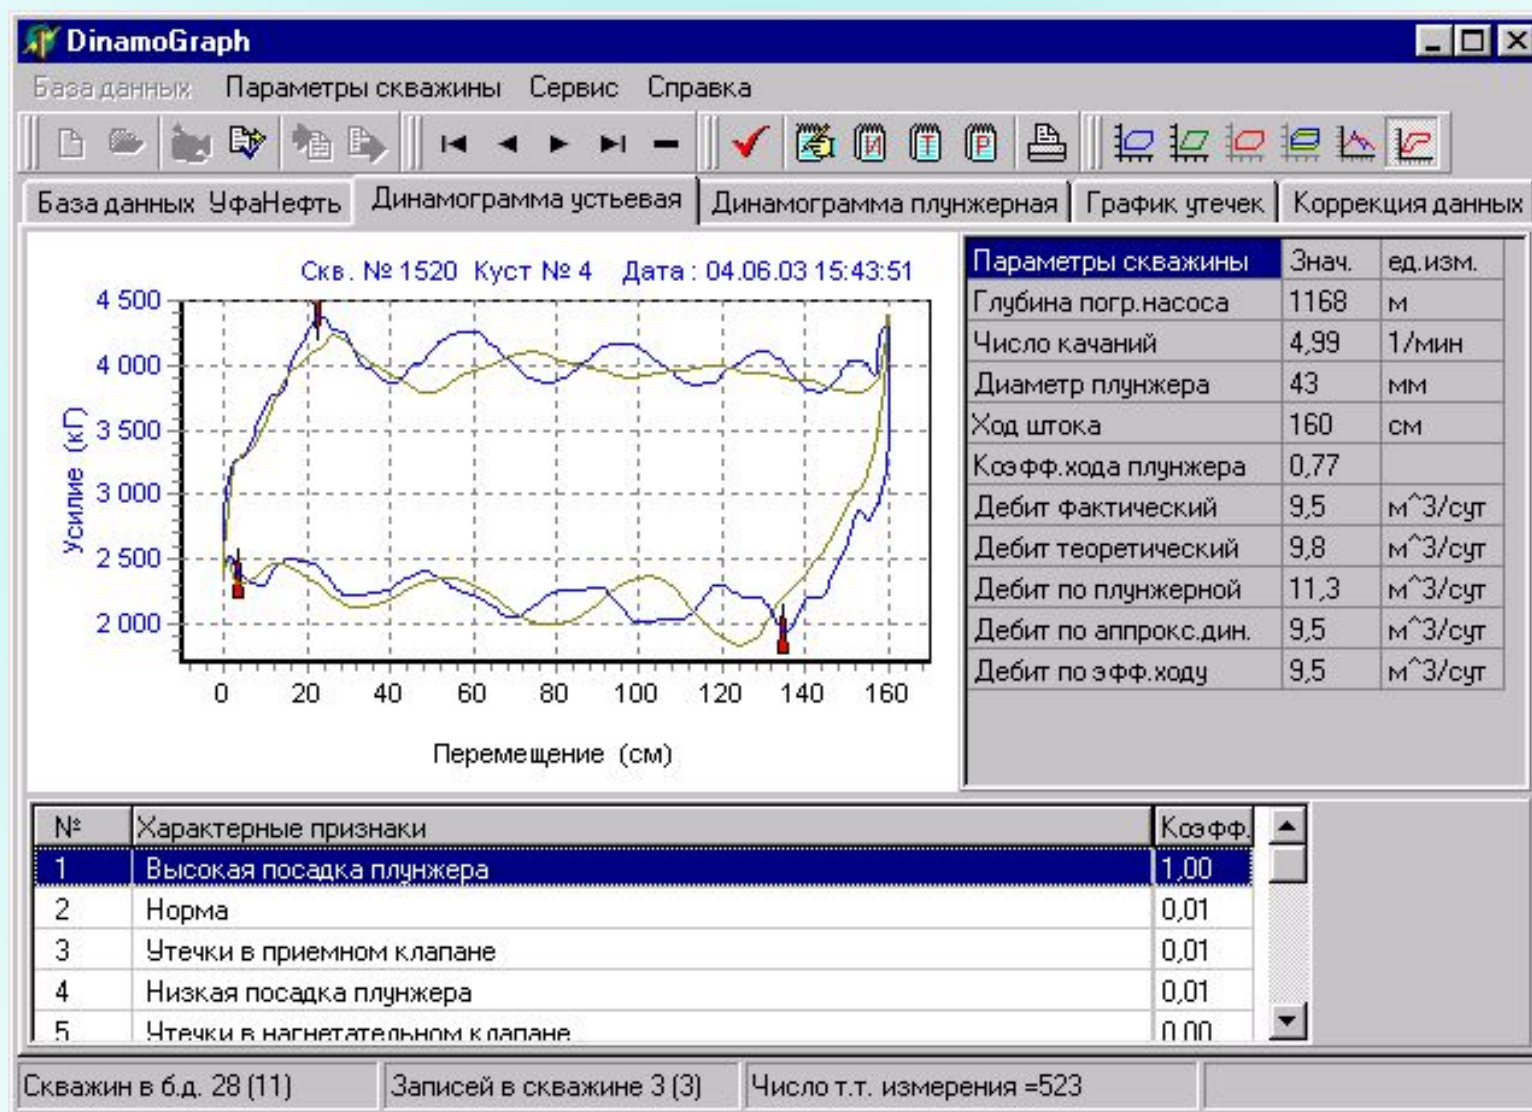 DinamoGraph
База данных Параметры скважины Сервис Справка
И Т Р
База данных УфаНефть Динамограмма устьевая Динамограмма плунжерная График утечек Коррекция данных
Скв. № 1520 Куст № 4 Дата : 04.06.03 15:43:51
4 500
4 000
3 500
3 000
2 500
2 000
Усилие (кГ)
0 20 40 60 80 100 120 140 160
Перемещение (см)
Параметры скважины Знач. ед.изм.
Глубина погр.насоса 1168 м
Число качаний 4,99 1/мин
Диаметр плунжера 43 мм
Ход штока 160 см
Коэфф.хода плунжера 0,77
Дебит фактический 9,5 м^3/сут
Дебит теоретический 9,8 м^3/сут
Дебит по плунжерной 11,3 м^3/сут
Дебит по аппрокс.дин. 9,5 м^3/сут
Дебит по эфф.ходу 9,5 м^3/сут
№ Характерные признаки Коэфф.
1 Высокая посадка плунжера 1,00
2 Норма 0,01
3 Утечки в приемном клапане 0,01
4 Низкая посадка плунжера 0,01
5 Утечки в нагнетательном клапане 0,00
Скважин в б.д. 28 (11) Записей в скважине 3 (3) Число т.т. измерения =523